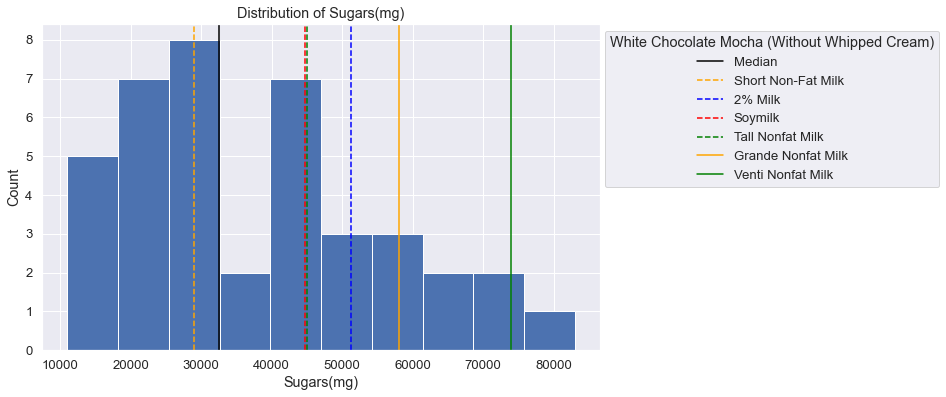 Distribution of Sugars(mg)
White Chocolate Mocha (Without Whipped Cream)
Median
Short Non-Fat Milk
2% Milk
Soymilk
Tall Nonfat Milk
Grande Nonfat Milk
Venti Nonfat Milk
Count
8
7
6
5
4
3
2
1
0
10000 20000 30000 40000 50000 60000 70000 80000
Sugars(mg)